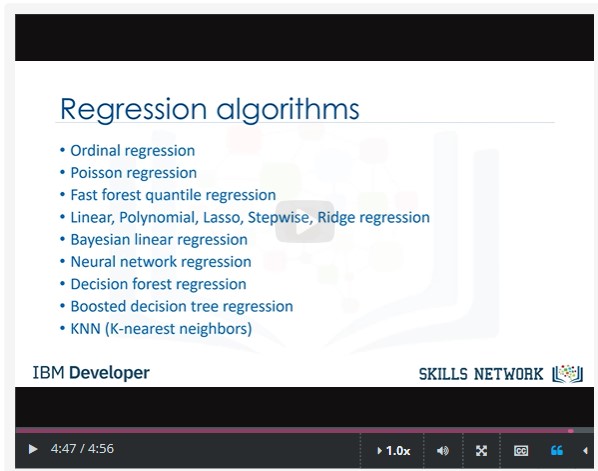 Regression algorithms
• Ordinal regression
• Poisson regression
• Fast forest quantile regression
• Linear, Polynomial, Lasso, Stepwise, Ridge regression
• Bayesian linear regression
• Neural network regression
• Decision forest regression
• Boosted decision tree regression
• KNN (K-nearest neighbors)
IBM Developer
SKILLS NETWORK
4:47 / 4:56
1.0x
CC